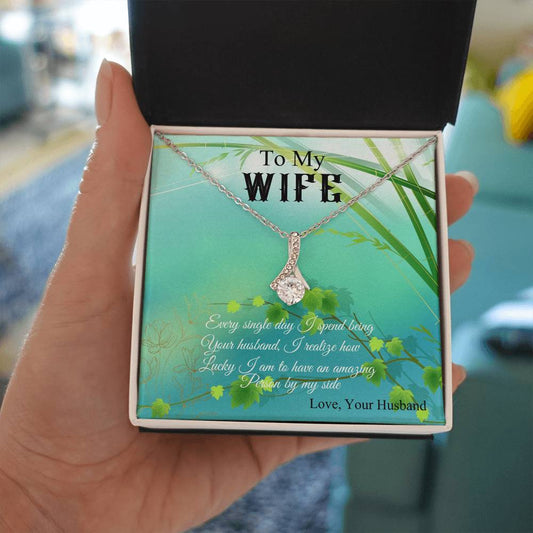 To My
WIFE
Every single day I spend being
Your husband, I realize how
Lucky I am to have an amazing
Person by my side
Love, Your Husband